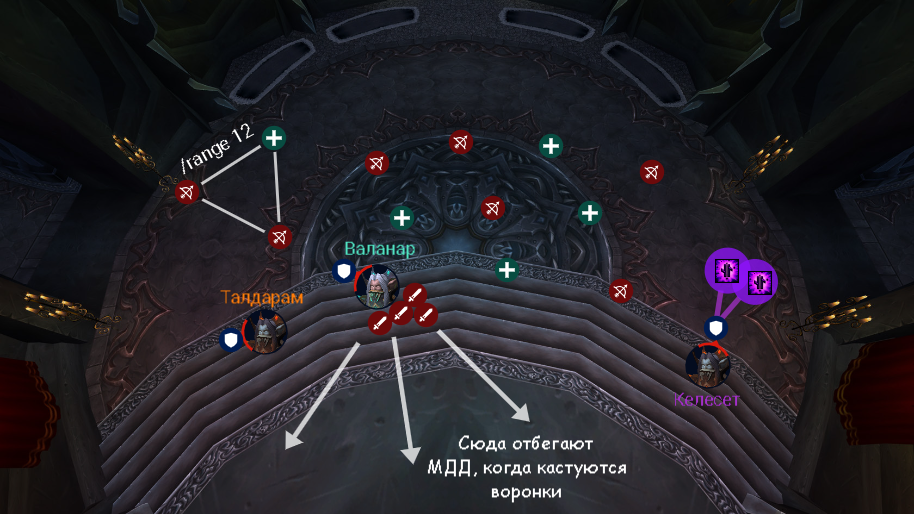 /range 12
Валанар
Талдарам
Келесет
Сюда отбегают
МДД, когда кастуются
воронки